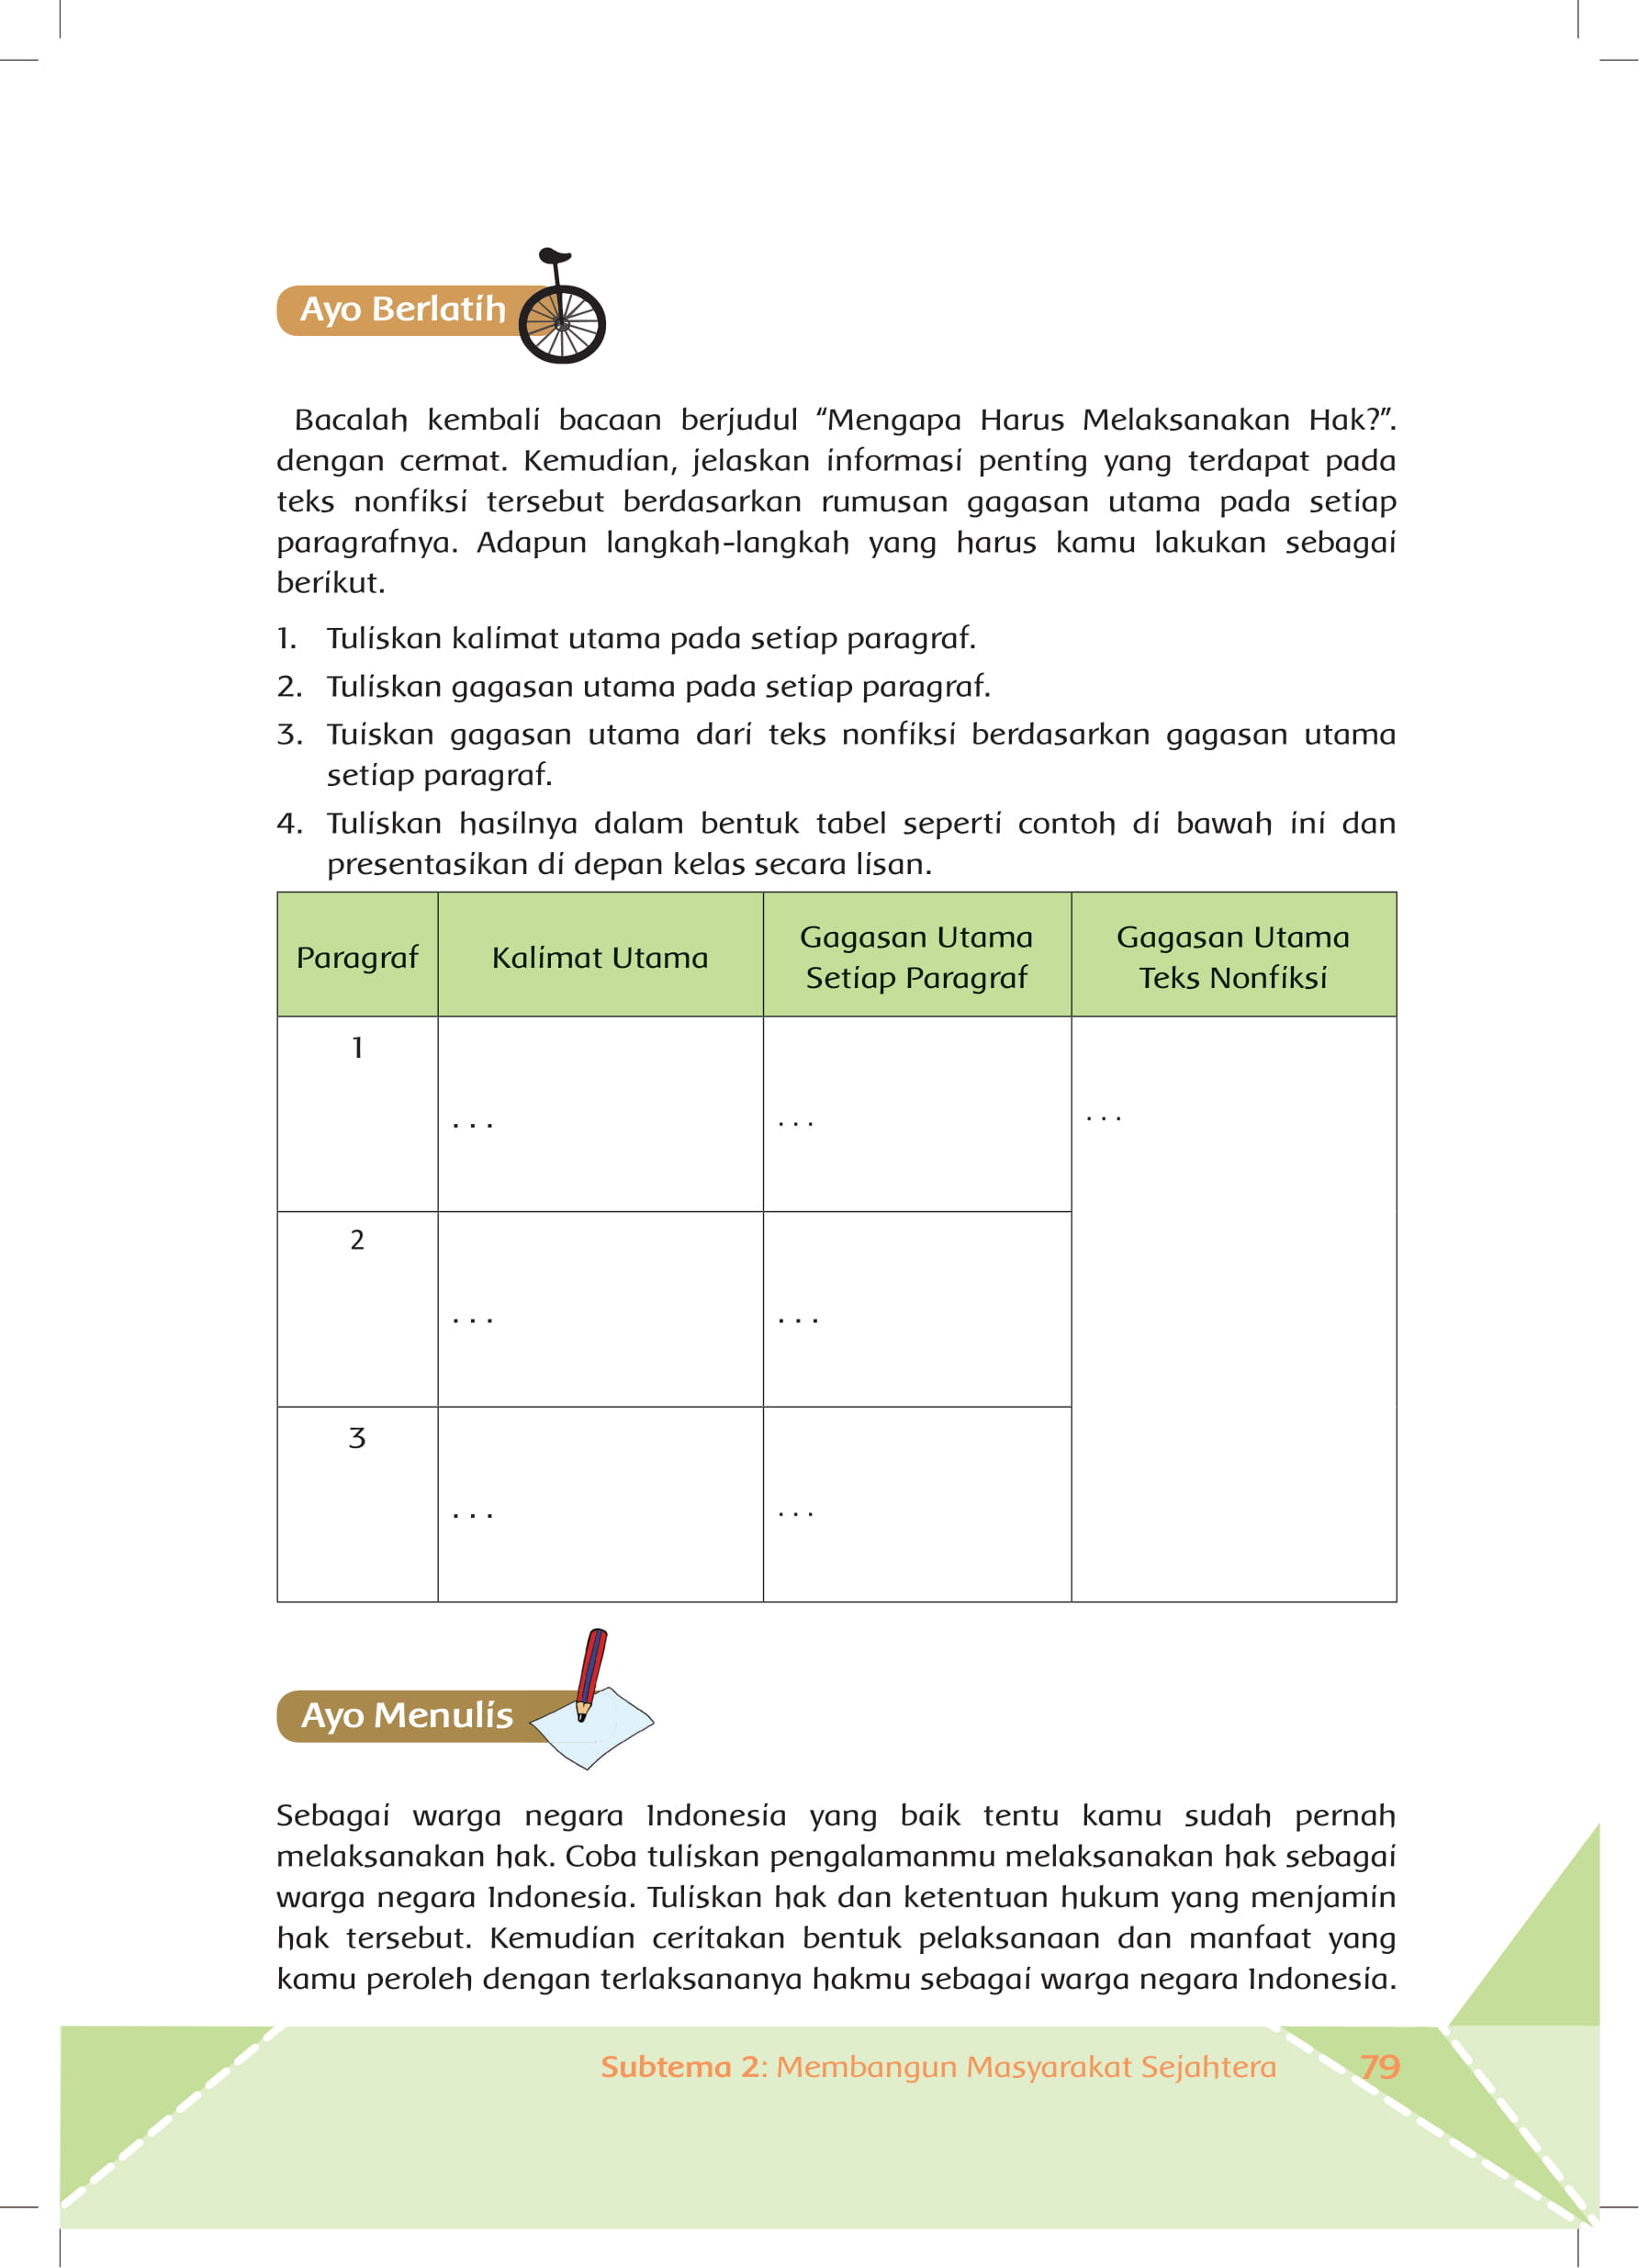 Ayo Berlatih
Bacalah kembali bacaan berjudul “Mengapa Harus Melaksanakan Hak?”.
dengan cermat. Kemudian, jelaskan informasi penting yang terdapat pada
teks nonfiksi tersebut berdasarkan rumusan gagasan utama pada setiap
paragrafnya. Adapun langkah-langkah yang harus kamu lakukan sebagai
berikut.
1. Tuliskan kalimat utama pada setiap paragraf.
2. Tuliskan gagasan utama pada setiap paragraf.
3. Tuiskan gagasan utama dari teks nonfiksi berdasarkan gagasan utama
setiap paragraf.
4. Tuliskan hasilnya dalam bentuk tabel seperti contoh di bawah ini dan
presentasikan di depan kelas secara lisan.
Paragraf
Kalimat Utama
Gagasan Utama
Setiap Paragraf
Gagasan Utama
Teks Nonfiksi
1
. . .
. . .
. . .
2
. . .
. . .
3
. . .
. . .
Ayo Menulis
Sebagai warga negara Indonesia yang baik tentu kamu sudah pernah
melaksanakan hak. Coba tuliskan pengalamanmu melaksanakan hak sebagai
warga negara Indonesia. Tuliskan hak dan ketentuan hukum yang menjamin
hak tersebut. Kemudian ceritakan bentuk pelaksanaan dan manfaat yang
kamu peroleh dengan terlaksananya hakmu sebagai warga negara Indonesia.
Subtema 2: Membangun Masyarakat Sejahtera 79